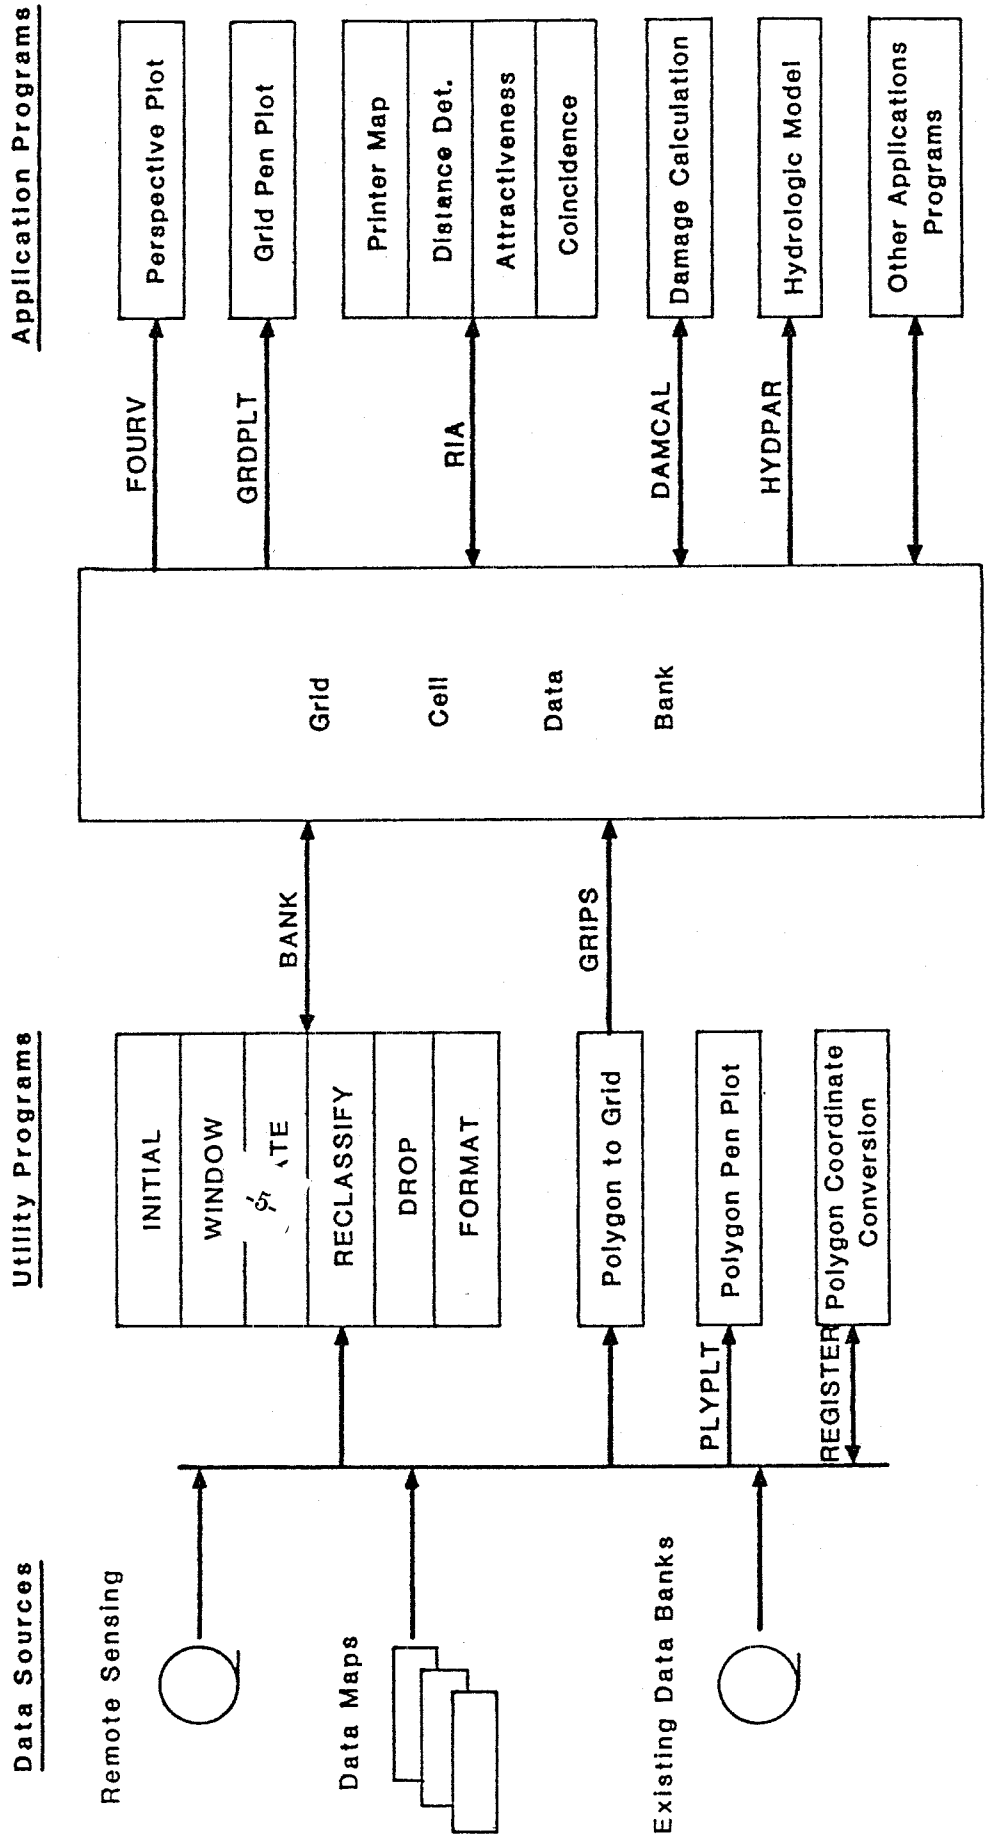 Data Sources
Remote Sensing
Data Maps
Existing Data Banks
Utility Programs
INITIAL
WINDOW
RECLASSIFY
DROP
FORMAT
Polygon to Grid
PLYPLT
Polygon Pen Plot
REGISTER
Polygon Coordinate
Conversion
BANK
GRIPS
Grid
Cell
Data
Bank
Application Programs
FOURV
Perspective Plot
GRDPLT
Grid Pen Plot
RIA
Printer Map
Distance Det.
Attractiveness
Coincidence
DAMCAL
Damage Calculation
HYDPAR
Hydrologic Model
Other Applications
Programs